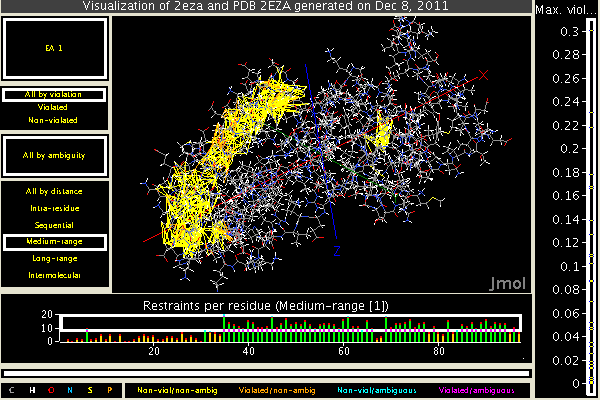 Visualization of 2eza and PDB 2EZA generated on Dec 8, 2011
Max. viol...
EA 1
All by violation
Violated
Non-violated
All by ambiguity
All by distance
Intra-residue
Sequential
Medium-range
Long-range
Intermolecular
X
Z
Jmol
0.3
0.28
0.26
0.24
0.22
0.2
0.18
0.16
0.14
0.12
0.1
0.08
0.06
0.04
0.02
0
Restraints per residue (Medium-range [1])
20
10
0
20 40 60 80
C H O N S P
Non-viol/non-ambig Violated/non-ambig Non-viol/ambiguous Violated/ambiguous